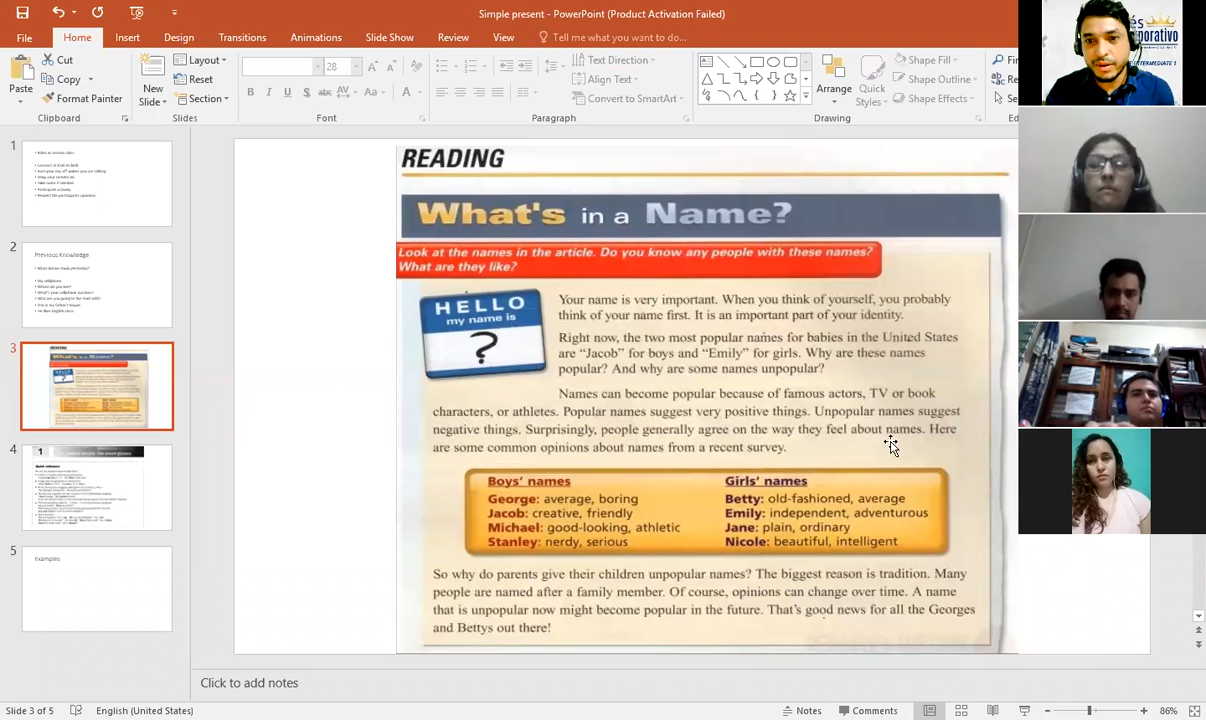 Simple present - PowerPoint (Product Activation Failed)
File Home Insert Design Transitions Animations Slide Show Review View Tell me what you want to do...
Paste
Cut
Copy
Format Painter
Clipboard
New Slide
Layout
Reset
Section
Slides
28
Font
Text Direction
Align Text
Convert to SmartArt
Paragraph
Arrange
Quick Styles
Shape Fill
Shape Outline
Shape Effects
Drawing
1
2
Previous Knowledge
3
4
5
Examples
READING
What's in a Name?
Look at the names in the article. Do you know any people with these names?
What are they like?
HELLO
my name is
?
Your name is very important. When you think of yourself, you probably
think of your name first. It is an important part of your identity.
Right now, the two most popular names for babies in the United States
are “Jacob” for boys and “Emily” for girls. Why are these names
popular? And why are some names unpopular?
Names can become popular because of famous actors, TV or book
characters, or athletes. Popular names suggest very positive things. Unpopular names suggest
negative things. Surprisingly, people generally agree on the way they feel about names. Here
are some common opinions about names from a recent survey.
Boys' names
George: average, boring
Jacob: creative, friendly
Michael: good-looking, athletic
Stanley: nerdy, serious
Girls' names
Betty: old-fashioned, average
Emily: independent, adventurous
Jane: plain, ordinary
Nicole: beautiful, intelligent
So why do parents give their children unpopular names? The biggest reason is tradition. Many
people are named after a family member. Of course, opinions can change over time. A name
that is unpopular now might become popular in the future. That's good news for all the Georges
and Bettys out there!
Click to add notes
Slide 3 of 5 English (United States) Notes Comments 86%